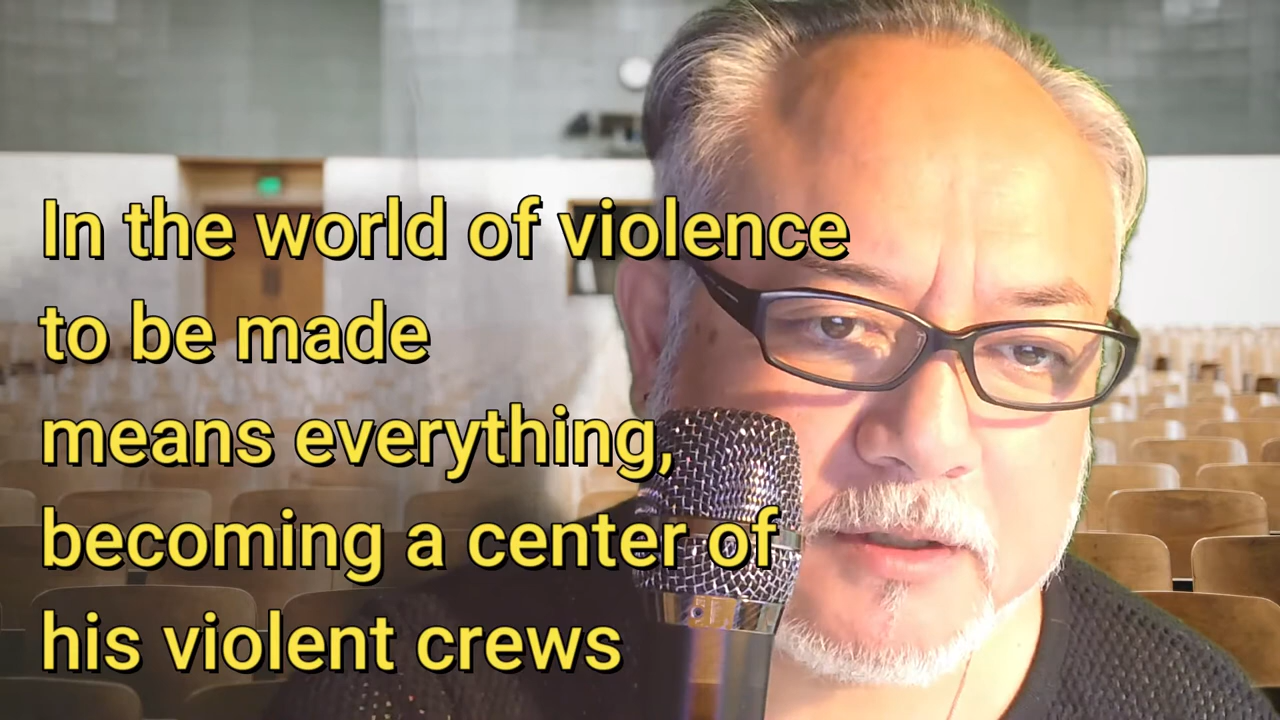 In the world of violence
to be made
means everything,
becoming a center of
his violent crews